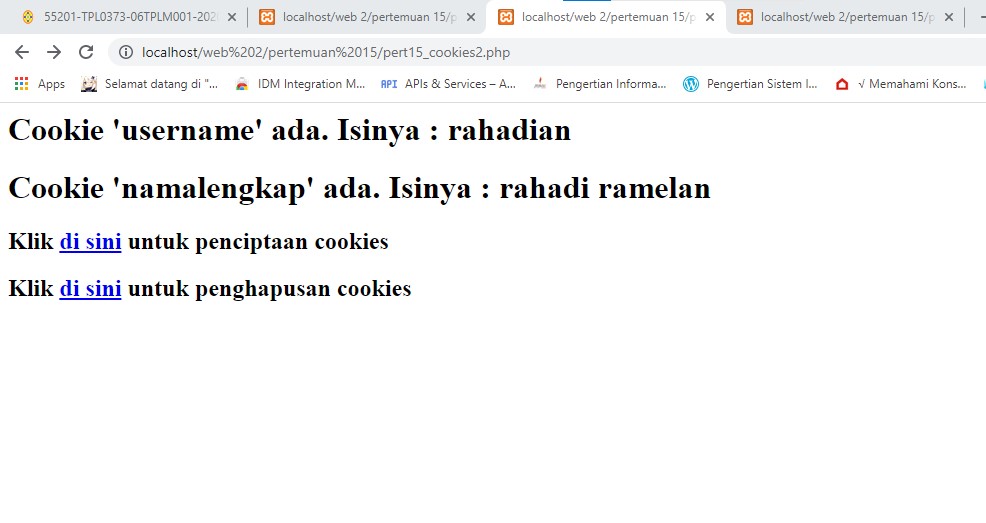 55201-TPL0373-06TPLM001-202
localhost/web 2/pertemuan 15/p
localhost/web 2/pertemuan 15/p
localhost/web 2/pertemuan 15/p
localhost/web%202/pertemuan%2015/pert15_cookies2.php
Apps Selamat datang di "... IDM Integration M... API APIs & Services – A... Pengertian Informa... Pengertian Sistem I... √ Memahami Kons...
Cookie 'username' ada. Isinya : rahadian
Cookie 'namalengkap' ada. Isinya : rahadi ramelan
Klik di sini untuk penciptaan cookies
Klik di sini untuk penghapusan cookies